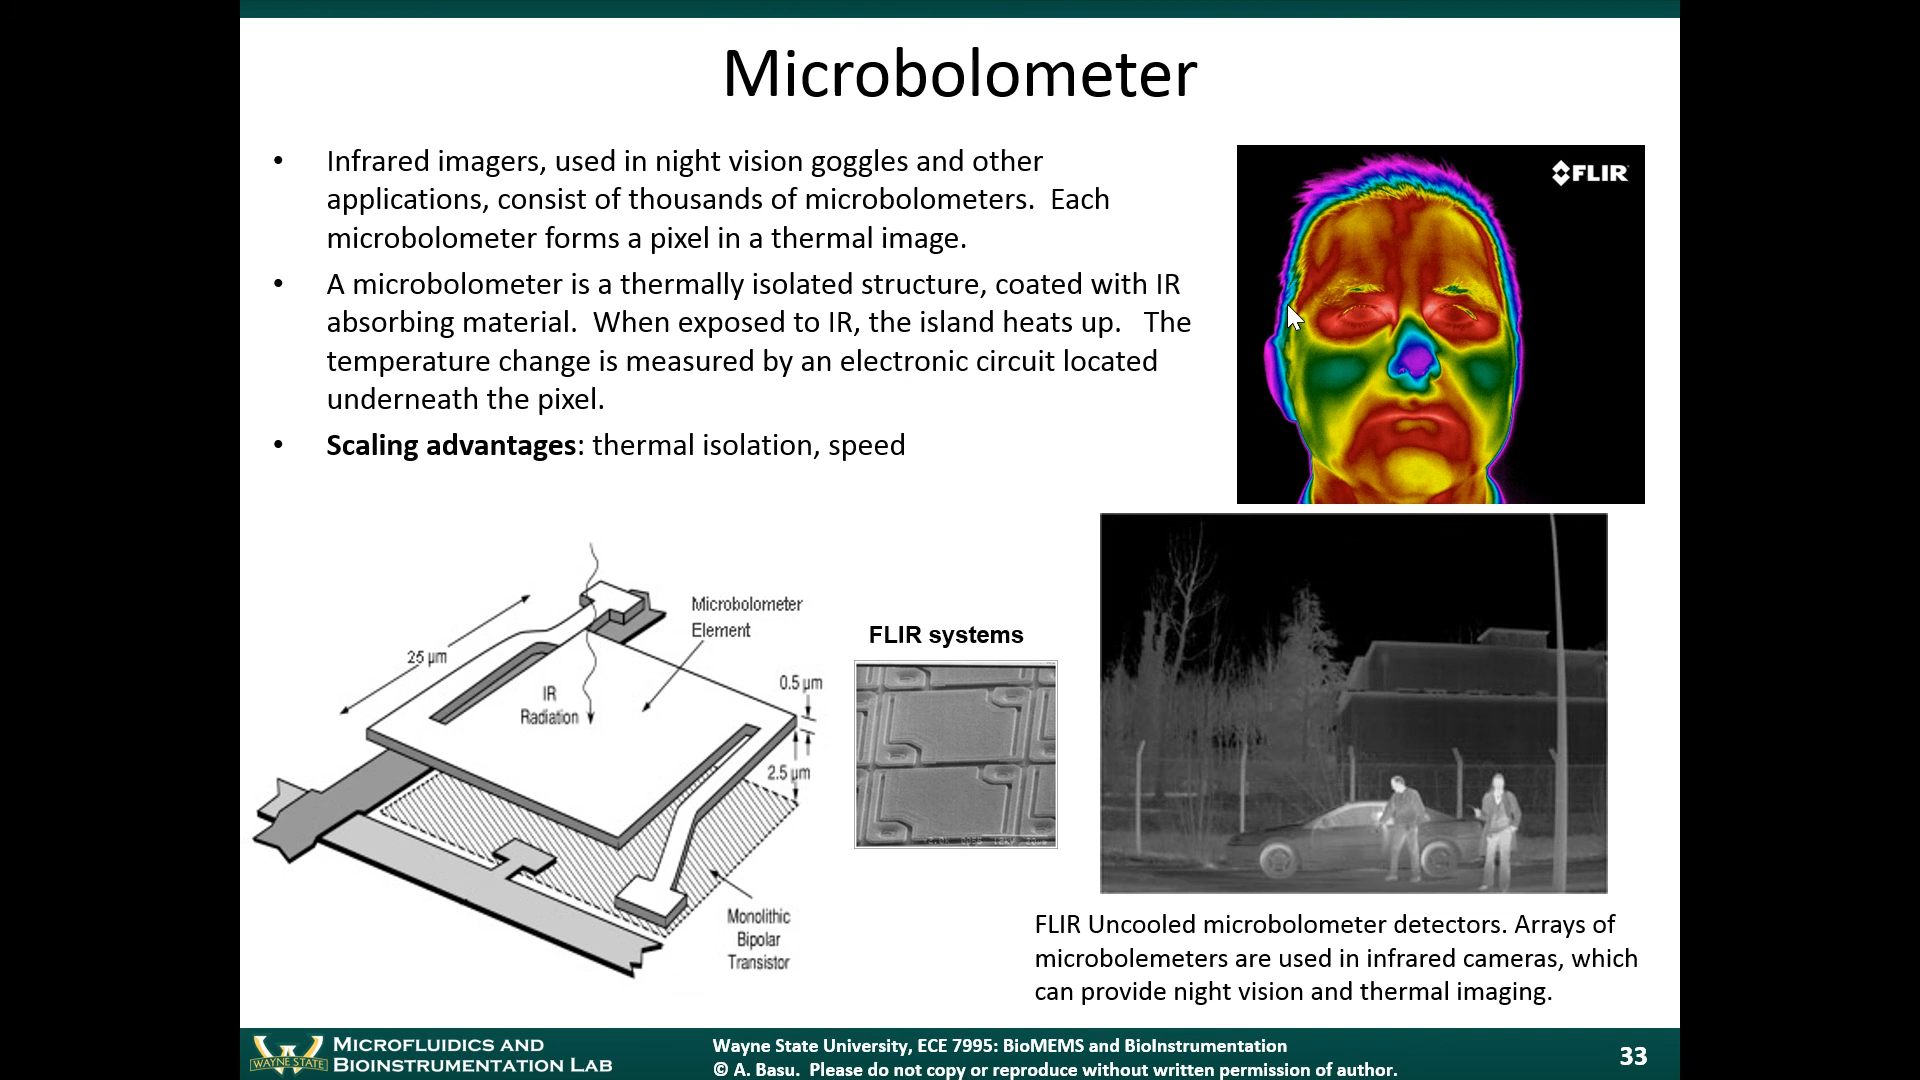 Microbolometer
• Infrared imagers, used in night vision goggles and other
applications, consist of thousands of microbolometers.  Each
microbolometer forms a pixel in a thermal image.
• A microbolometer is a thermally isolated structure, coated with IR
absorbing material.  When exposed to IR, the island heats up.   The
temperature change is measured by an electronic circuit located
underneath the pixel.
• Scaling advantages: thermal isolation, speed
FLIR
25 µm
IR
Radiation
Microbolometer
Element
0.5 µm
2.5 µm
Monolithic
Bipolar
Transistor
FLIR systems
FLIR Uncooled microbolometer detectors. Arrays of
microbolemeters are used in infrared cameras, which
can provide night vision and thermal imaging.
WAYNE STATE
MICROFLUIDICS AND
BIOINSTRUMENTATION LAB
Wayne State University, ECE 7995: BioMEMS and BioInstrumentation
© A. Basu.  Please do not copy or reproduce without written permission of author.
33